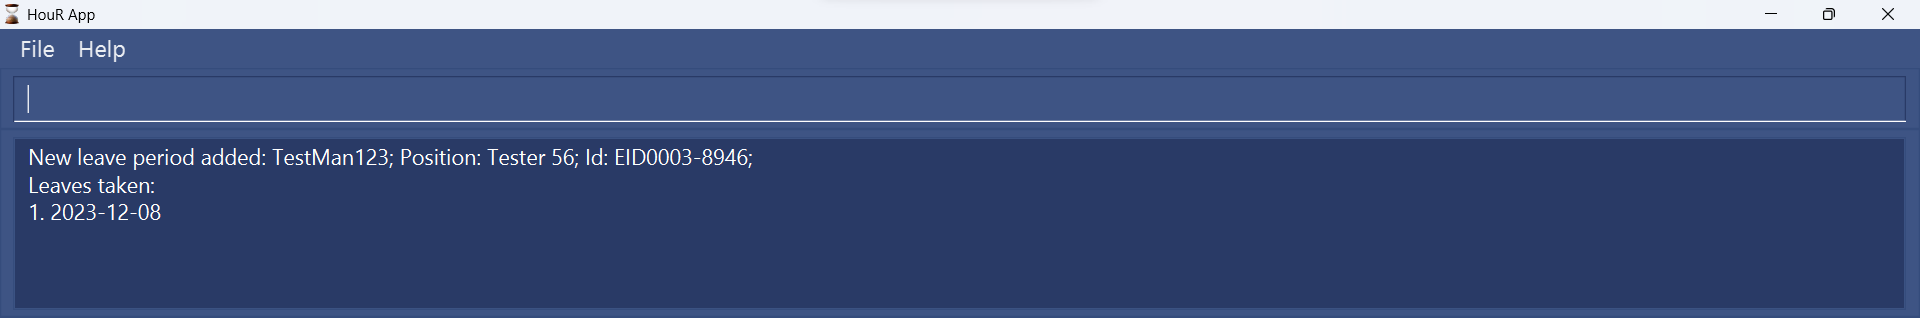 HouR App
File Help
New leave period added: TestMan123; Position: Tester 56; Id: EID0003-8946;
Leaves taken:
1. 2023-12-08